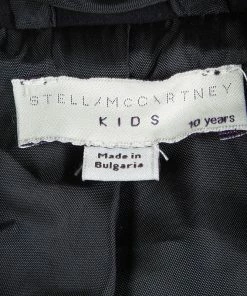 STELLA McCARTNEY
KIDS
10 years
Made in
Bulgaria